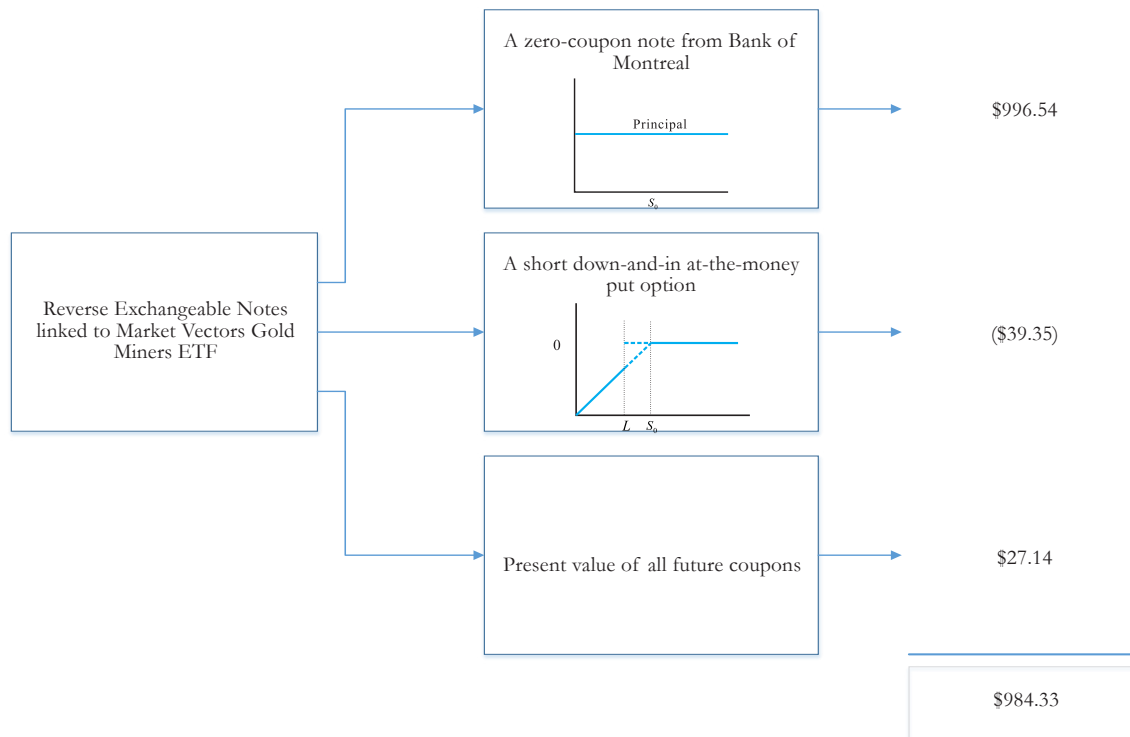 A zero-coupon note from Bank of
Montreal
Principal
S₀
$996.54
Reverse Exchangeable Notes
linked to Market Vectors Gold
Miners ETF
A short down-and-in at-the-money
put option
0
L S₀
($39.35)
Present value of all future coupons
$27.14
$984.33